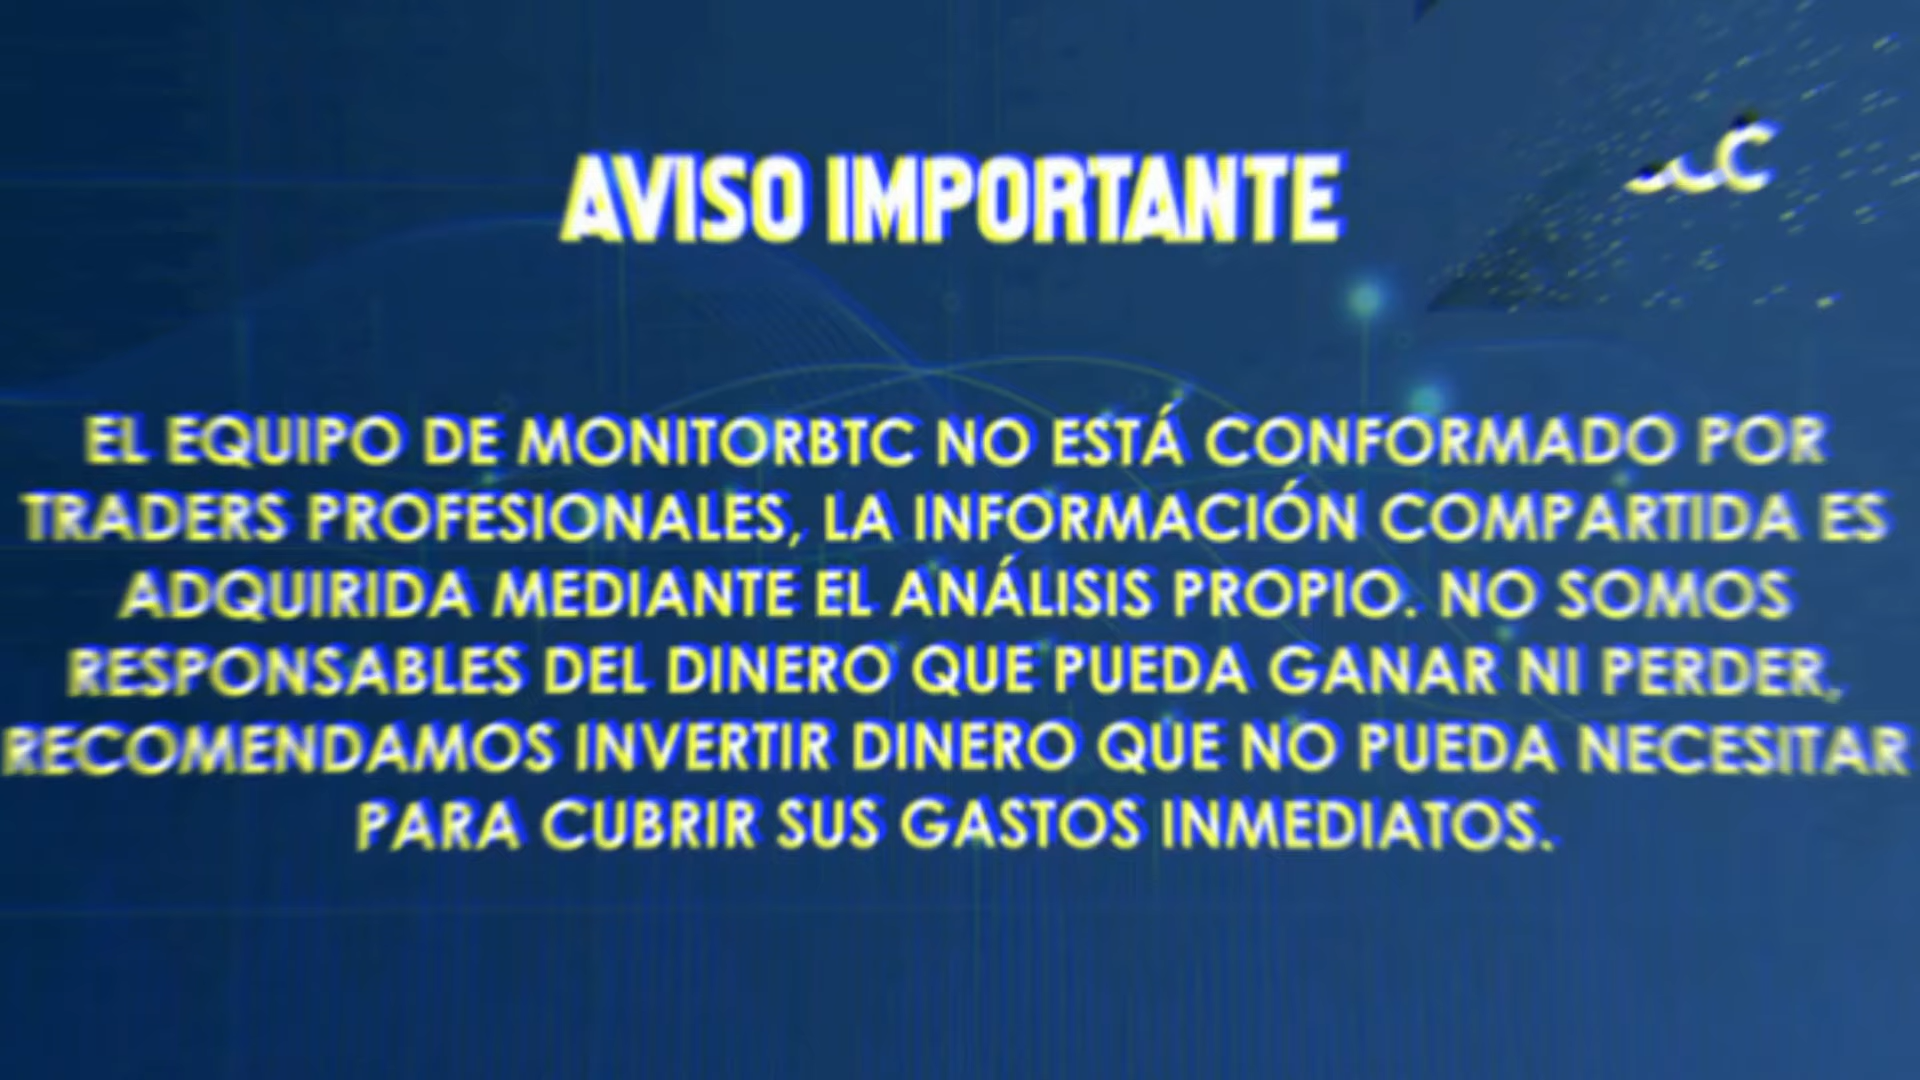 AVISO IMPORTANTE
EL EQUIPO DE MONITORBTC NO ESTÁ CONFORMADO POR
TRADERS PROFESIONALES, LA INFORMACIÓN COMPARTIDA ES
ADQUIRIDA MEDIANTE EL ANÁLISIS PROPIO. NO SOMOS
RESPONSABLES DEL DINERO QUE PUEDA GANAR NI PERDER,
RECOMENDAMOS INVERTIR DINERO QUE NO PUEDA NECESITAR
PARA CUBRIR SUS GASTOS INMEDIATOS.